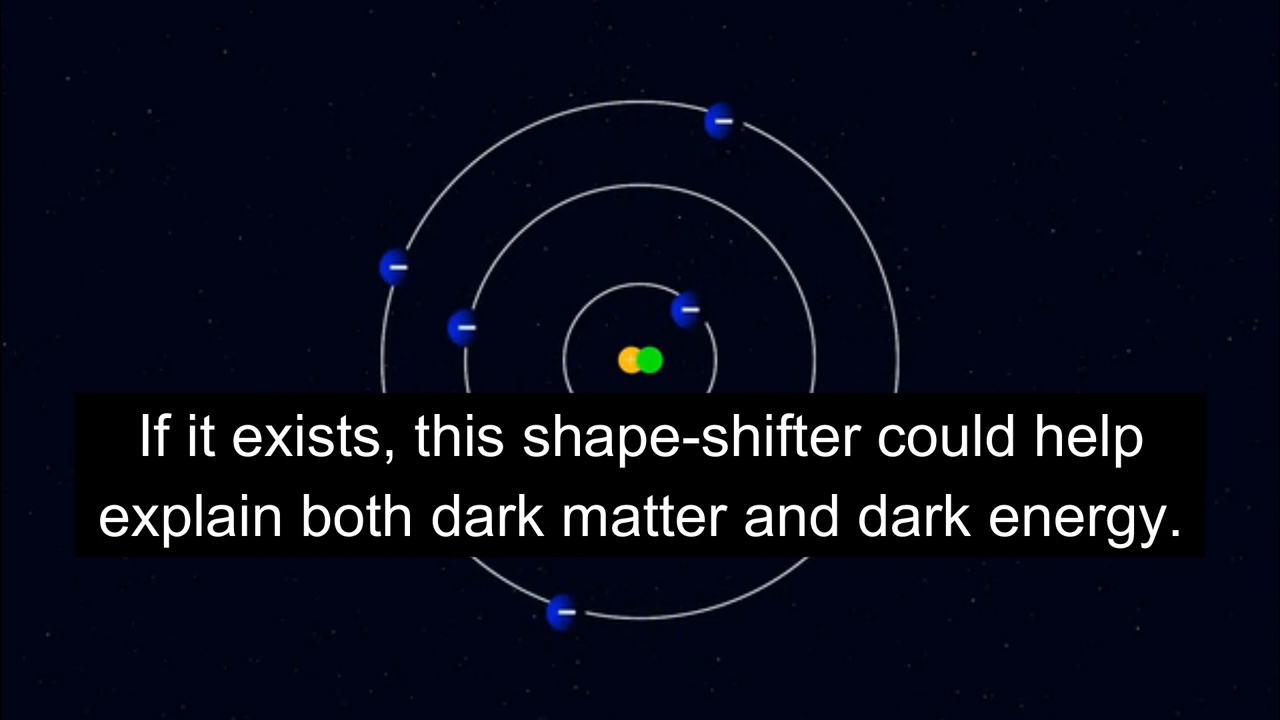 If it exists, this shape-shifter could help
explain both dark matter and dark energy.